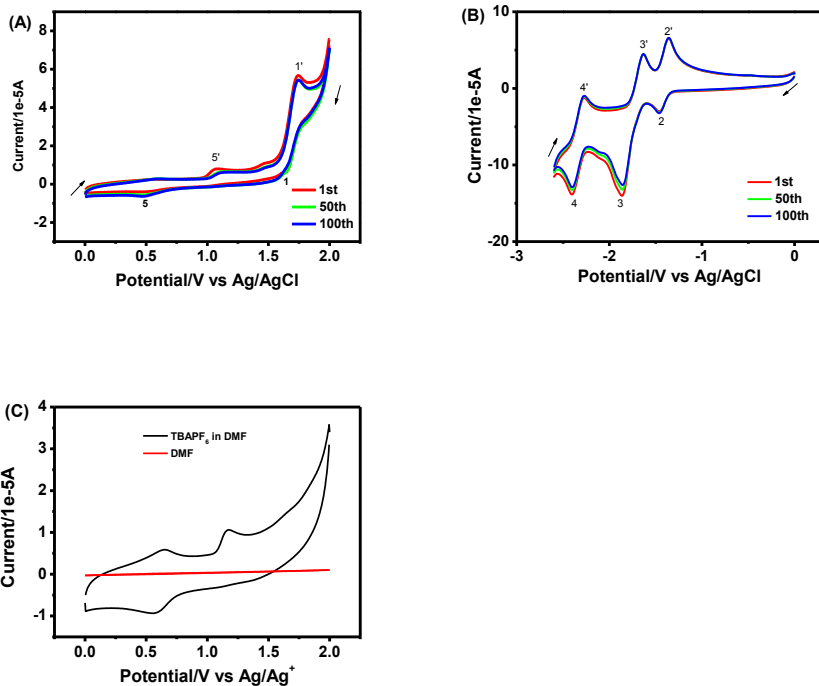 (A)
8
6
4
2
0
-2
Current/1e-5A
1'
5'
1
5
1st
50th
100th
0.0 0.5 1.0 1.5 2.0
Potential/V vs Ag/AgCl
(B)
10
0
-10
-20
Current/1e-5A
2'
3'
4'
2
4 3
1st
50th
100th
-3 -2 -1 0
Potential/V vs Ag/AgCl
(C)
4
3
2
1
0
-1
Current/1e-5A
TBAPF6 in DMF
DMF
0.0 0.5 1.0 1.5 2.0
Potential/V vs Ag/Ag+